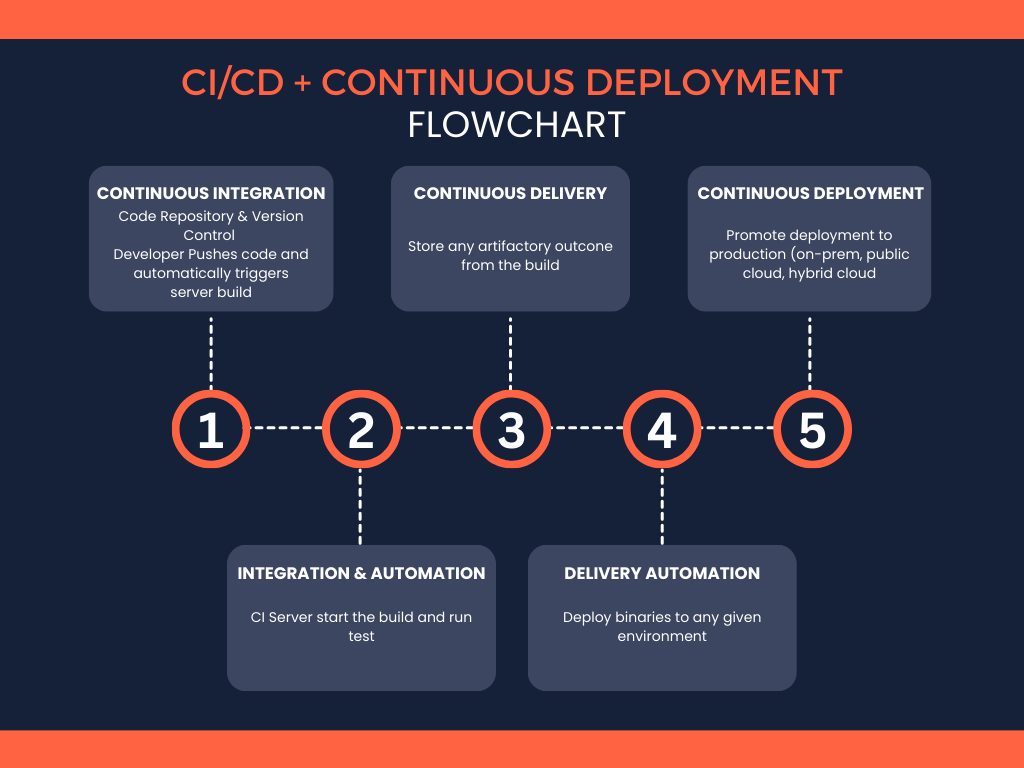 CI/CD + CONTINUOUS DEPLOYMENT
FLOWCHART
CONTINUOUS INTEGRATION
Code Repository & Version
Control
Developer Pushes code and
automatically triggers
server build
CONTINUOUS DELIVERY
Store any artifactory outcone
from the build
CONTINUOUS DEPLOYMENT
Promote deployment to
production (on-prem, public
cloud, hybrid cloud
1 2 3 4 5
INTEGRATION & AUTOMATION
CI Server start the build and run
test
DELIVERY AUTOMATION
Deploy binaries to any given
environment